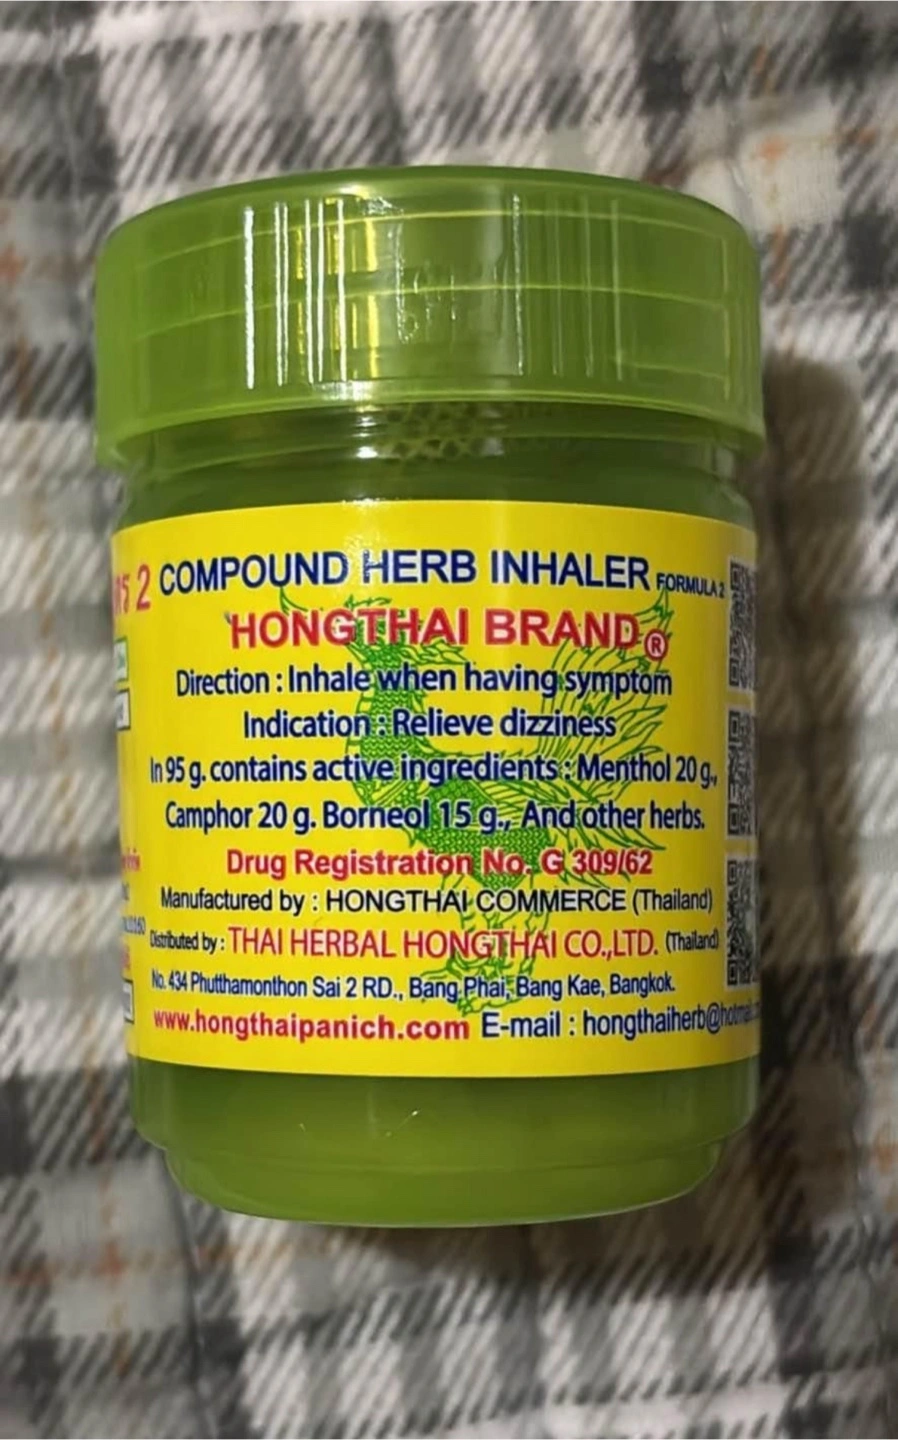 COMPOUND HERB INHALER FORMULA 2
HONGTHAI BRAND ®
Direction : Inhale when having symptom
Indication : Relieve dizziness
In 95 g. contains active ingredients : Menthol 20 g.,
Camphor 20 g. Borneol 15 g., And other herbs.
Drug Registration No. G 309/62
Manufactured by : HONGTHAI COMMERCE (Thailand)
Distributed by : THAI HERBAL HONGTHAI CO.,LTD. (Thailand)
No. 434 Phutthamonthon Sai 2 RD., Bang Phai, Bang Kae, Bangkok.
www.hongthaipanich.com E-mail : hongthaiherb@hotmai